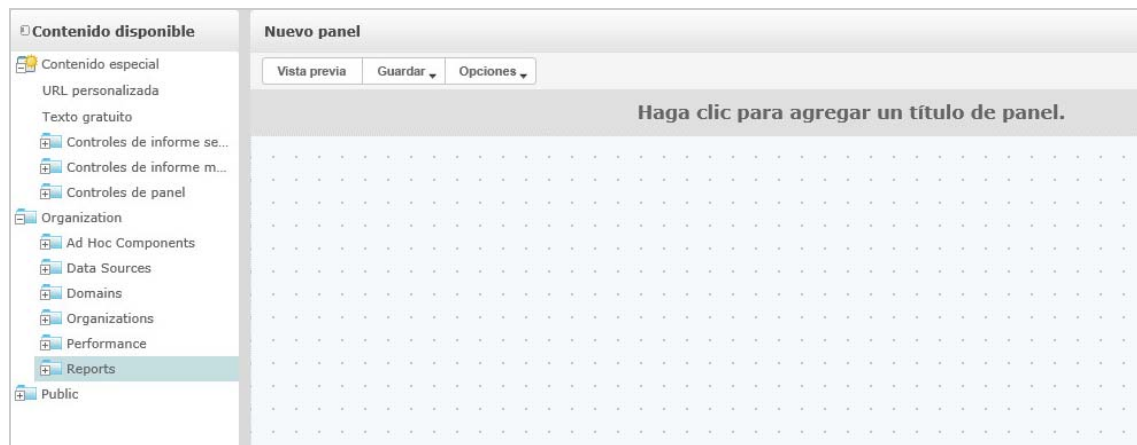 Contenido disponible
Contenido especial
URL personalizada
Texto gratuito
Controles de informe se...
Controles de informe m...
Controles de panel
Organization
Ad Hoc Components
Data Sources
Domains
Organizations
Performance
Reports
Public
Nuevo panel
Vista previa Guardar Opciones
Haga clic para agregar un título de panel.